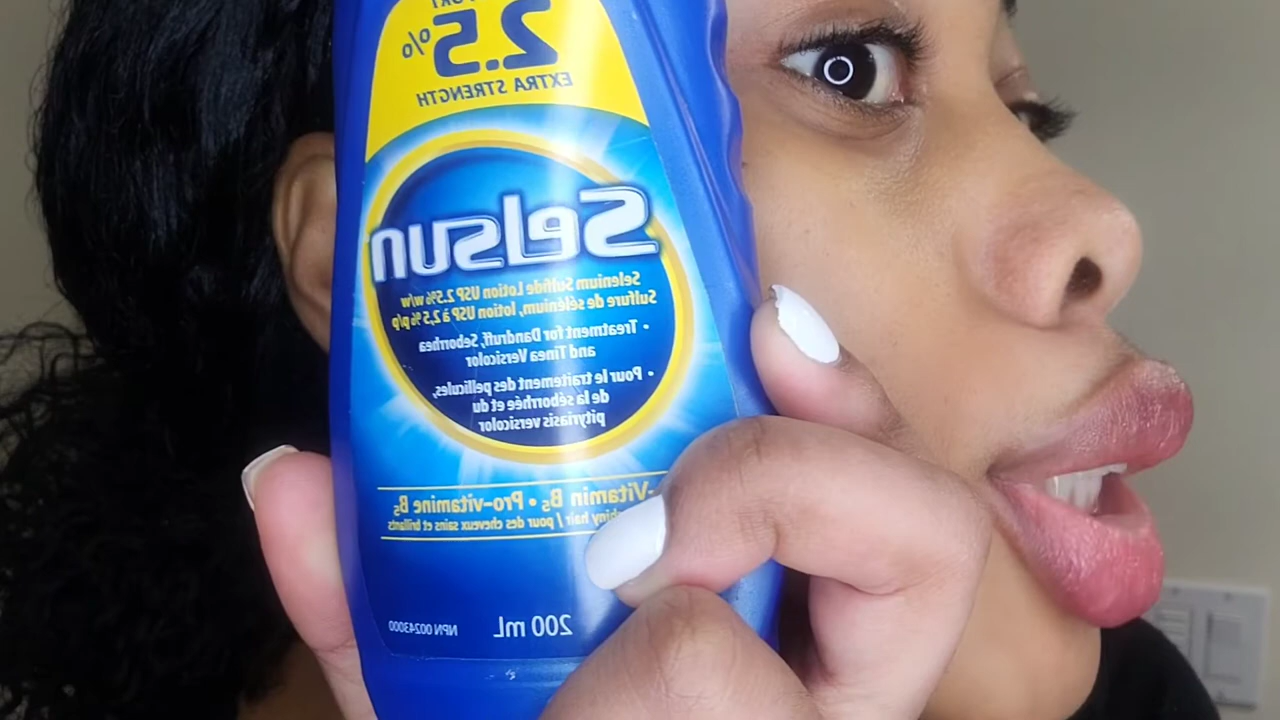 2.5%
EXTRA STRENGTH
Selsun
Selenium Sulfide Lotion USP 2.5% w/w
Sulfure de sélénium, lotion USP à 2,5 % p/p
• Treatment for Dandruff, Seborrhea
and Tinea Versicolor
• Pour le traitement des pellicules,
de la séborrhée et du
pityriasis versicolor
-Vitamin B5 • Pro-vitamine B5
hair / pour des cheveux sains et brillants
200 mL
NPN 00243000